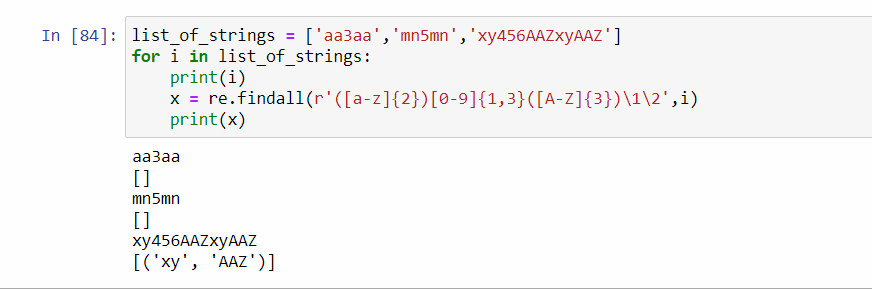 In [84]: list_of_strings = ['aa3aa','mn5mn','xy456AAZxyAAZ']
for i in list_of_strings:
    print(i)
    x = re.findall(r'([a-z]{2})[0-9]{1,3}([A-Z]{3})\1\2',i)
    print(x)
aa3aa
[]
mn5mn
[]
xy456AAZxyAAZ
[('xy', 'AAZ')]